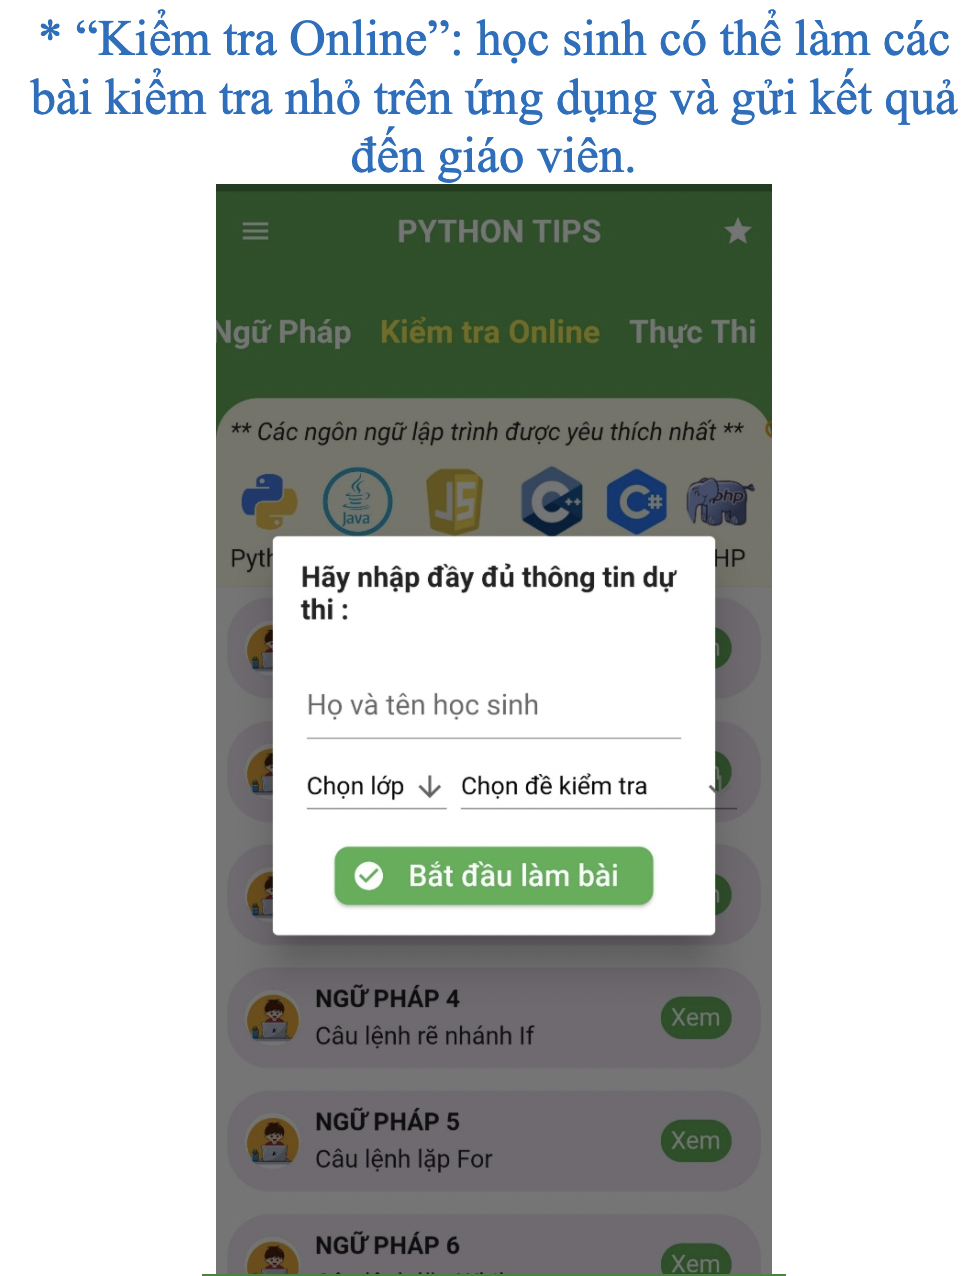 * “Kiểm tra Online”: học sinh có thể làm các
bài kiểm tra nhỏ trên ứng dụng và gửi kết quả
đến giáo viên.
PYTHON TIPS
Ngữ Pháp Kiểm tra Online Thực Thi
** Các ngôn ngữ lập trình được yêu thích nhất **
Java JS C++ C# php
Hãy nhập đầy đủ thông tin dự
thi :
Họ và tên học sinh
Chọn lớp Chọn đề kiểm tra
Bắt đầu làm bài
NGỮ PHÁP 4
Câu lệnh rẽ nhánh If
Xem
NGỮ PHÁP 5
Câu lệnh lặp For
Xem
NGỮ PHÁP 6
Xem